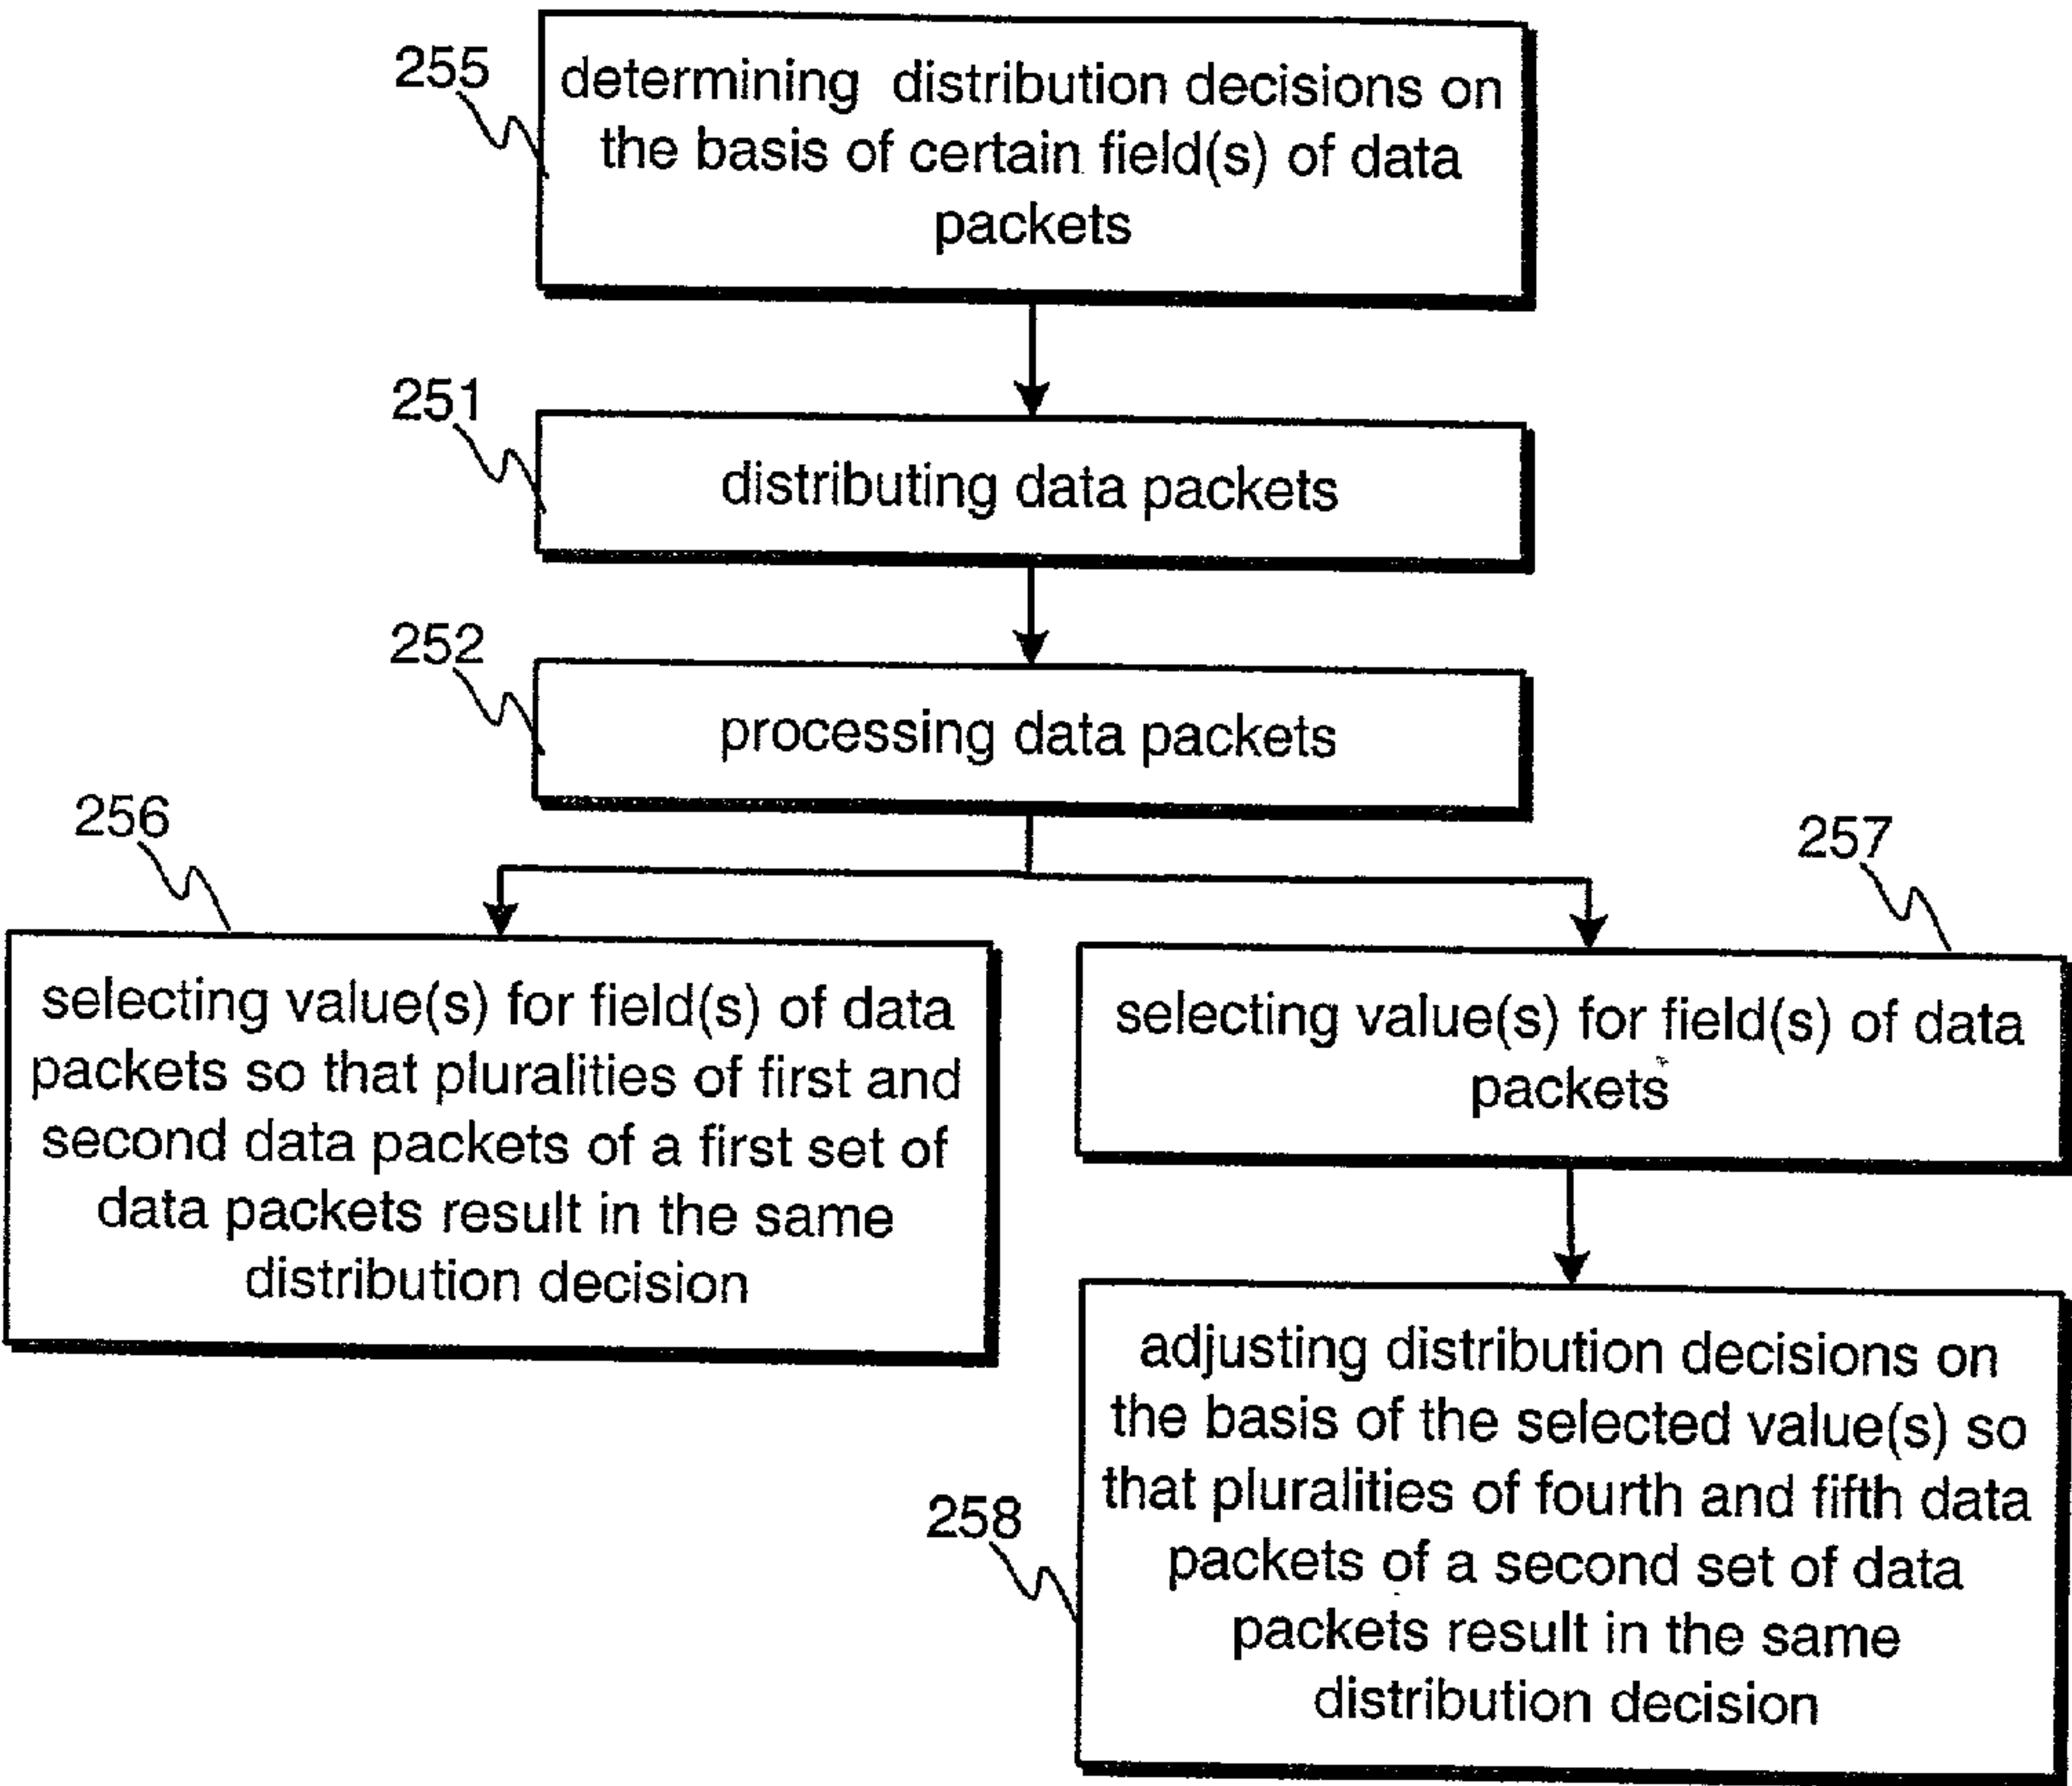 255
determining distribution decisions on
the basis of certain field(s) of data
packets
251
distributing data packets
252
processing data packets
256
selecting value(s) for field(s) of data
packets so that pluralities of first and
second data packets of a first set of
data packets result in the same
distribution decision
257
selecting value(s) for field(s) of data
packets
258
adjusting distribution decisions on
the basis of the selected value(s) so
that pluralities of fourth and fifth data
packets of a second set of data
packets result in the same
distribution decision